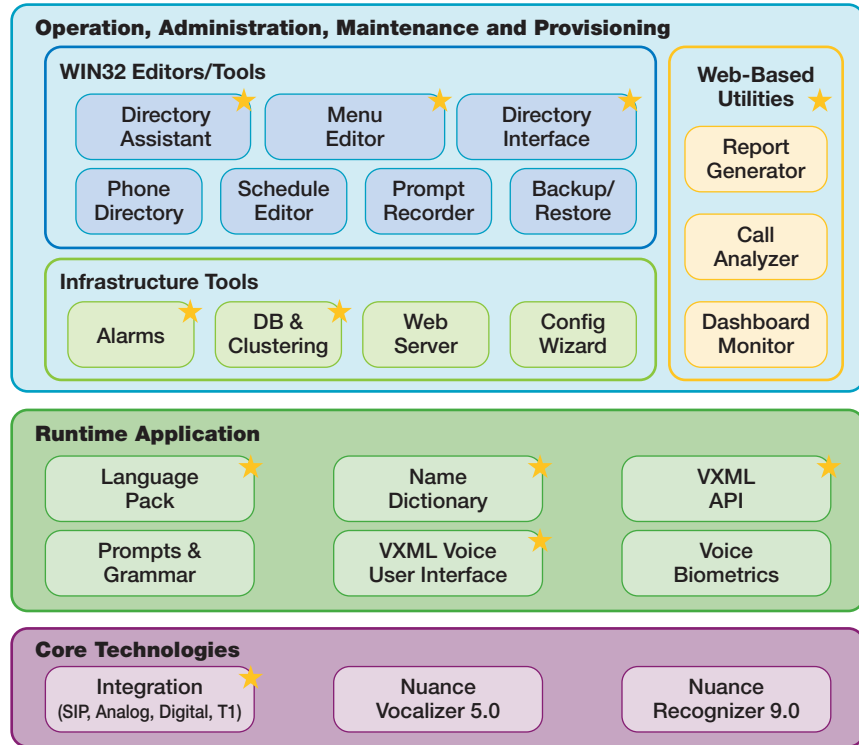 Operation, Administration, Maintenance and Provisioning
WIN32 Editors/Tools
Directory
Assistant
Menu
Editor
Directory
Interface
Phone
Directory
Schedule
Editor
Prompt
Recorder
Backup/
Restore
Infrastructure Tools
Alarms
DB &
Clustering
Web
Server
Config
Wizard
Web-Based
Utilities
Report
Generator
Call
Analyzer
Dashboard
Monitor
Runtime Application
Language
Pack
Name
Dictionary
VXML
API
Prompts &
Grammar
VXML Voice
User Interface
Voice
Biometrics
Core Technologies
Integration
(SIP, Analog, Digital, T1)
Nuance
Vocalizer 5.0
Nuance
Recognizer 9.0